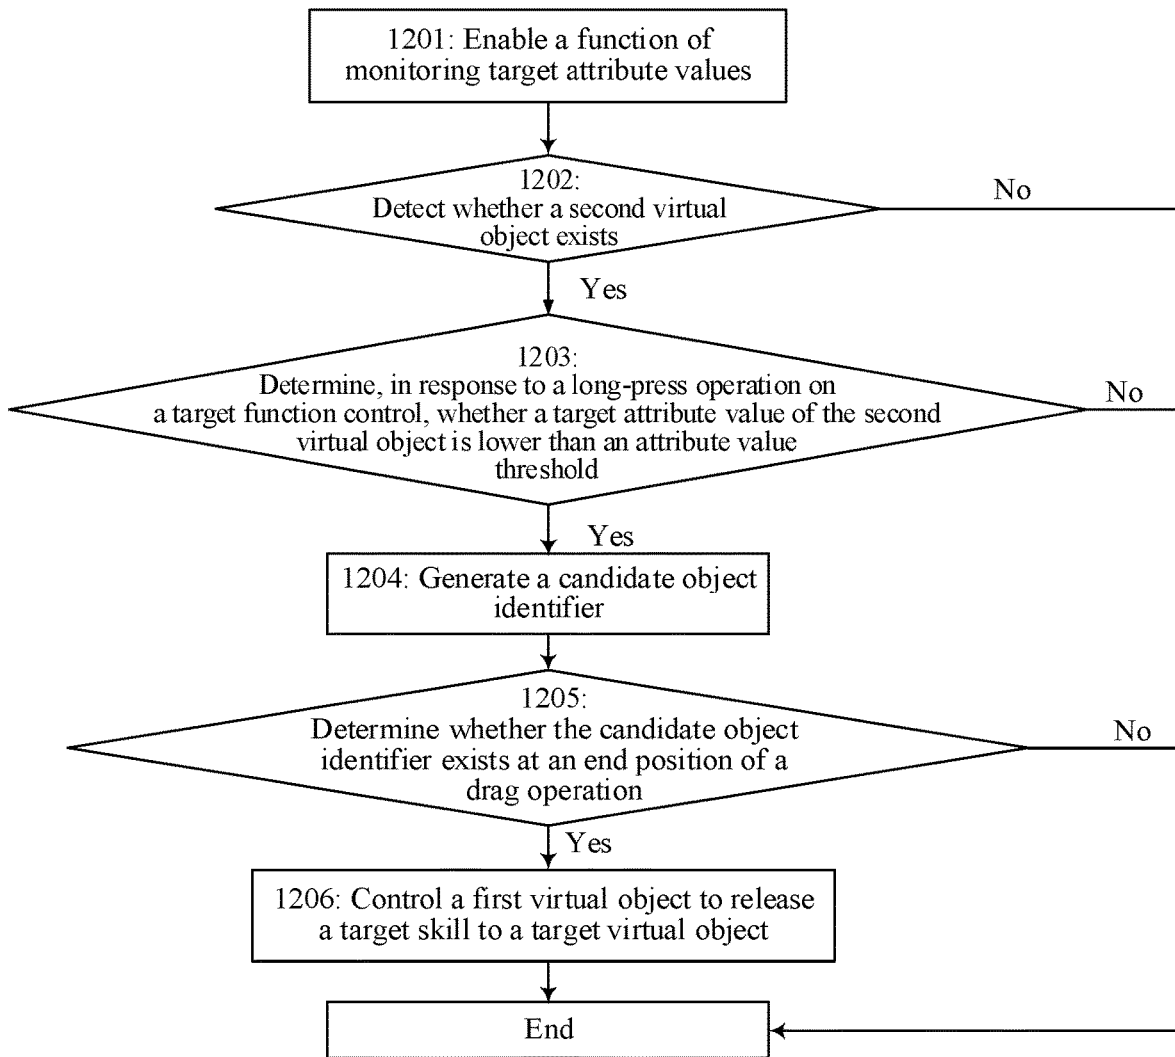 1201: Enable a function of
monitoring target attribute values
1202:
Detect whether a second virtual
object exists
No
Yes
1203:
Determine, in response to a long-press operation on
a target function control, whether a target attribute value of the second
virtual object is lower than an attribute value
threshold
No
Yes
1204: Generate a candidate object
identifier
1205:
Determine whether the candidate object
identifier exists at an end position of a
drag operation
No
Yes
1206: Control a first virtual object to release
a target skill to a target virtual object
End